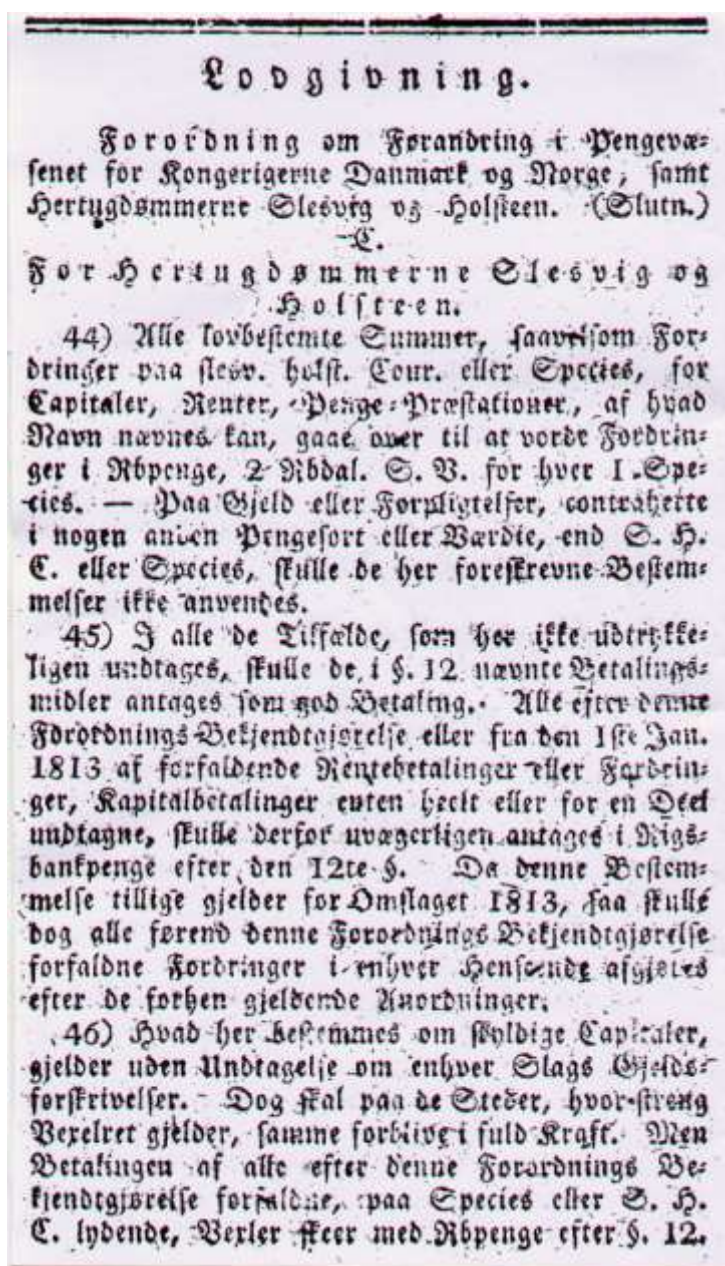 Lovgivning.
Forordning om Forandring i Pengevæ-
senet for Kongerigerne Danmark og Norge, samt
Hertugdømmerne Slesvig og Holsteen. (Slutn.)
C.
For Hertugdømmerne Slesvig og
Holsteen.
44) Alle lovbestemte Summer, saavelsom For-
dringer paa slesv. holst. Cour. eller Species, for
Capitaler, Renter, Penge-Præstationer, af hvad
Navn nævnes kan, gaae over til at vorde Fordrin-
ger i Rbpenge, 2 Rbdal. S. V. for hver 1 Spe-
cies. — Paa Gjeld eller Forpligtelser, contraherte
i nogen anden Pengesort eller Værdie, end S. H.
C. eller Species, skulle de her foreskrevne Bestem-
melser ikke anvendes.
45) I alle de Tilfælde, som her ikke udtrykke-
ligen undtages, skulle de i §. 12 nævnte Betalings-
midler antages som god Betaling. Alle efter denne
Forordnings Bekjendtgjørelse eller fra den 1ste Jan.
1813 af forfaldende Rentebetalinger eller Fordrin-
ger, Kapitalbetalinger enten heelt eller for en Deel
undtagne, skulle derfor uvægerligen antages i Rigs-
bankpenge efter den 12te §. Da denne Bestem-
melse tillige gjelder for Omslaget 1813, saa skulle
dog alle førend denne Forordnings Bekjendtgjørelse
forfaldne Fordringer i enhver Henseende afgjøres
efter de forhen gjeldende Anordninger.
46) Hvad her bestemmes om skyldige Capitaler,
gjelder uden Undtagelse om enhver Slags Gjelds-
forskrivelser. Dog skal paa de Steder, hvor streng
Vexelret gjelder, samme forblive i fuld Kraft. Men
Betalingen af alle efter denne Forordnings Be-
kjendtgjørelse forfaldne, paa Species eller S. H.
C. lydende, Vexler skeer med Rbpenge efter §. 12.